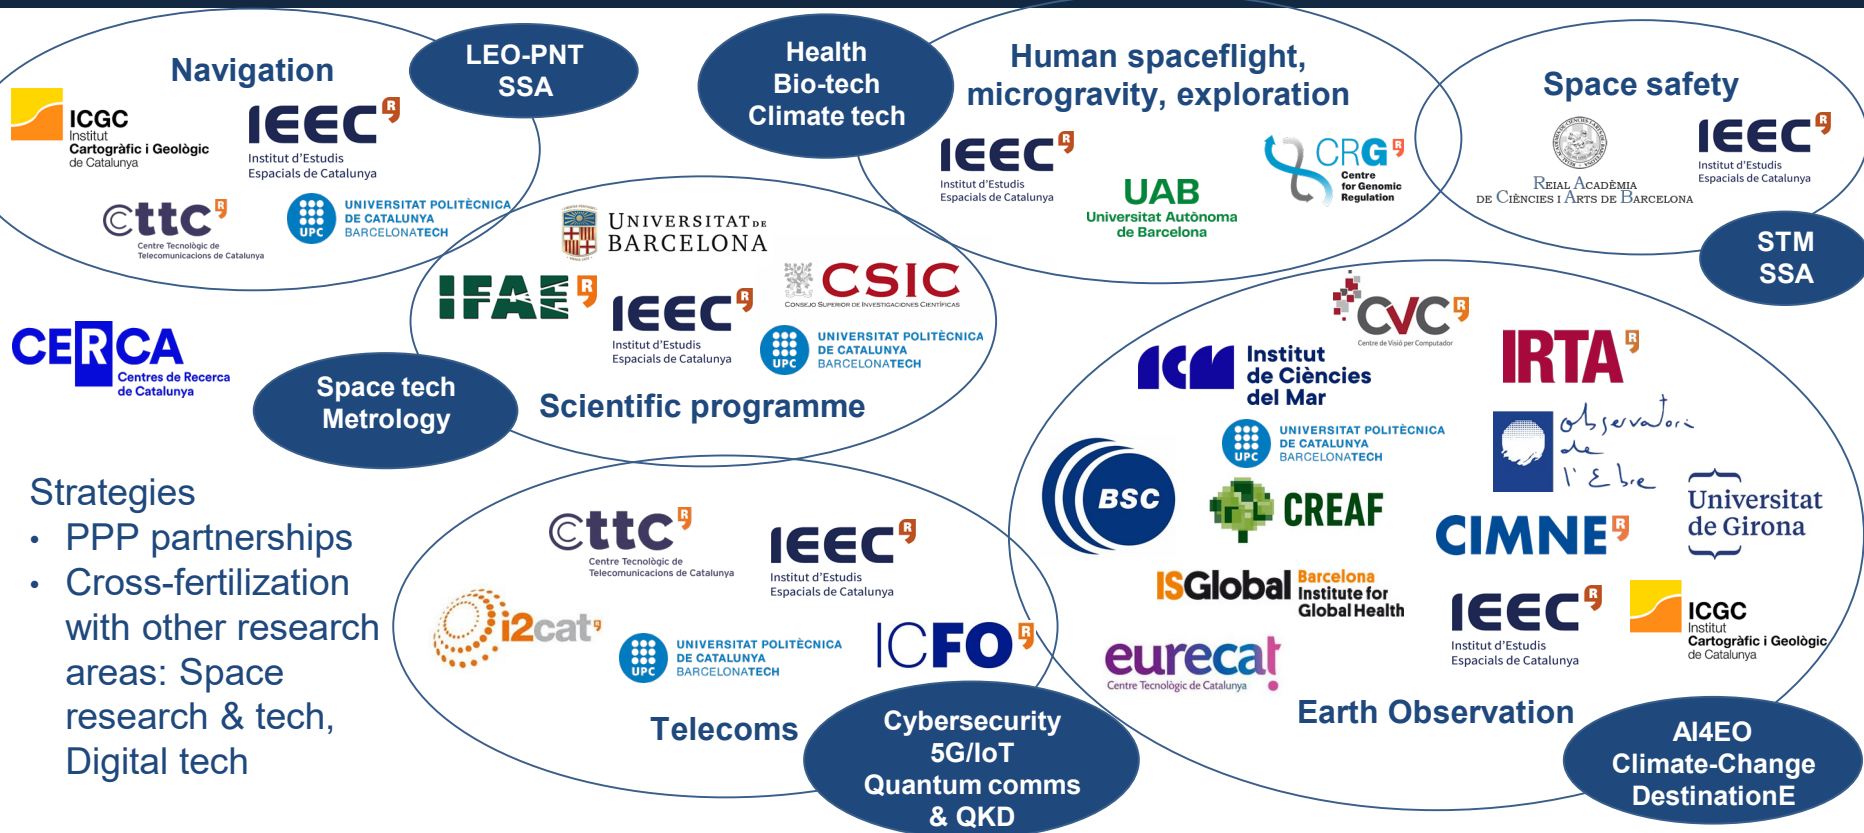 Navigation
LEO-PNT
SSA
ICGC
Institut
Cartogràfic i Geològic
de Catalunya
IEEC R
Institut d'Estudis
Espacials de Catalunya
cttc R
Centre Tecnològic de
Telecomunicacions de Catalunya
UPC
UNIVERSITAT POLITÈCNICA
DE CATALUNYA
BARCELONATECH
Health
Bio-tech
Climate tech
Human spaceflight,
microgravity, exploration
IEEC R
Institut d'Estudis
Espacials de Catalunya
UAB
Universitat Autònoma
de Barcelona
CRG R
Centre
for Genomic
Regulation
Space safety
REIAL ACADÈMIA
DE CIÈNCIES I ARTS DE BARCELONA
IEEC R
Institut d'Estudis
Espacials de Catalunya
STM
SSA
UNIVERSITAT DE
BARCELONA
IFAE R
IEEC R
Institut d'Estudis
Espacials de Catalunya
CSIC
CONSEJO SUPERIOR DE INVESTIGACIONES CIENTÍFICAS
UPC
UNIVERSITAT POLITÈCNICA
DE CATALUNYA
BARCELONATECH
Scientific programme
Space tech
Metrology
CERCA
Centres de Recerca
de Catalunya
Strategies
• PPP partnerships
• Cross-fertilization
with other research
areas: Space
research & tech,
Digital tech
cttc R
Centre Tecnològic de
Telecomunicacions de Catalunya
IEEC R
Institut d'Estudis
Espacials de Catalunya
i2cat
UPC
UNIVERSITAT POLITÈCNICA
DE CATALUNYA
BARCELONATECH
ICFO R
Telecoms
Cybersecurity
5G/IoT
Quantum comms
& QKD
CVC R
Centre de Visió per Computador
ICM
Institut
de Ciències
del Mar
IRTA R
UPC
UNIVERSITAT POLITÈCNICA
DE CATALUNYA
BARCELONATECH
observatori
de
l'Ebre
BSC
CREAF
CIMNE R
Universitat
de Girona
ISGlobal
Barcelona
Institute for
Global Health
IEEC R
Institut d'Estudis
Espacials de Catalunya
ICGC
Institut
Cartogràfic i Geològic
de Catalunya
eurecat
Centre Tecnològic de Catalunya
Earth Observation
AI4EO
Climate-Change
DestinationE